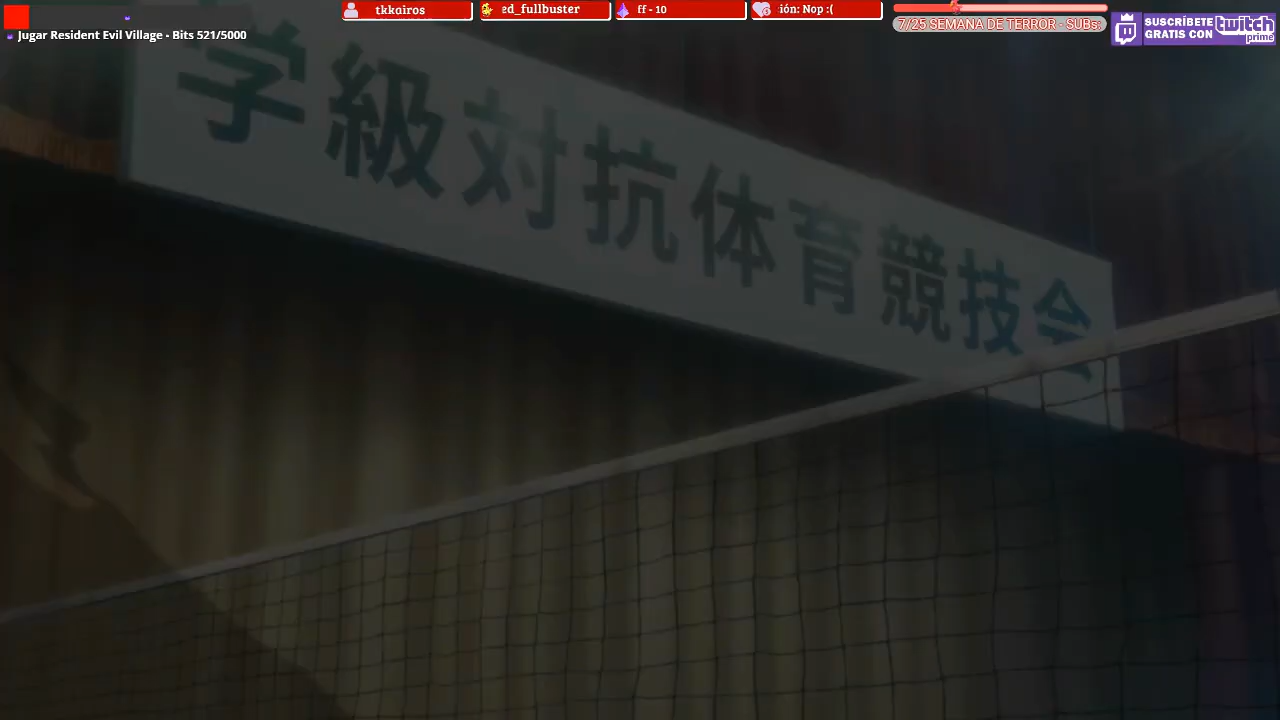 tkkairos
ed_fullbuster
ff - 10
ión: Nop :(
7/25 SEMANA DE TERROR - SUBs:
SUSCRÍBETE
GRATIS CON
twitch
prime
Jugar Resident Evil Village - Bits 521/5000
学級対抗体育競技会